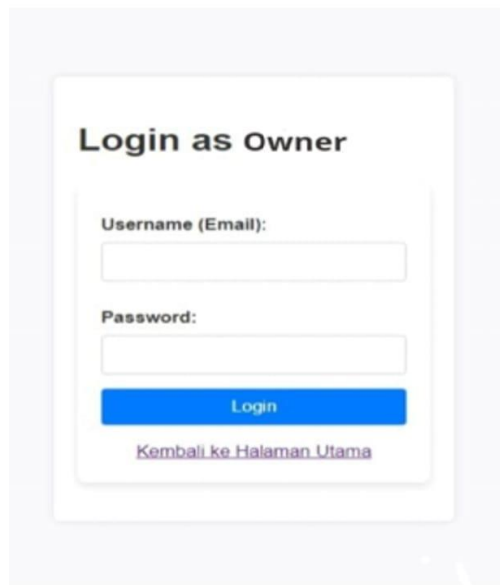 Login as Owner
Username (Email):
Password:
Login
Kembali ke Halaman Utama